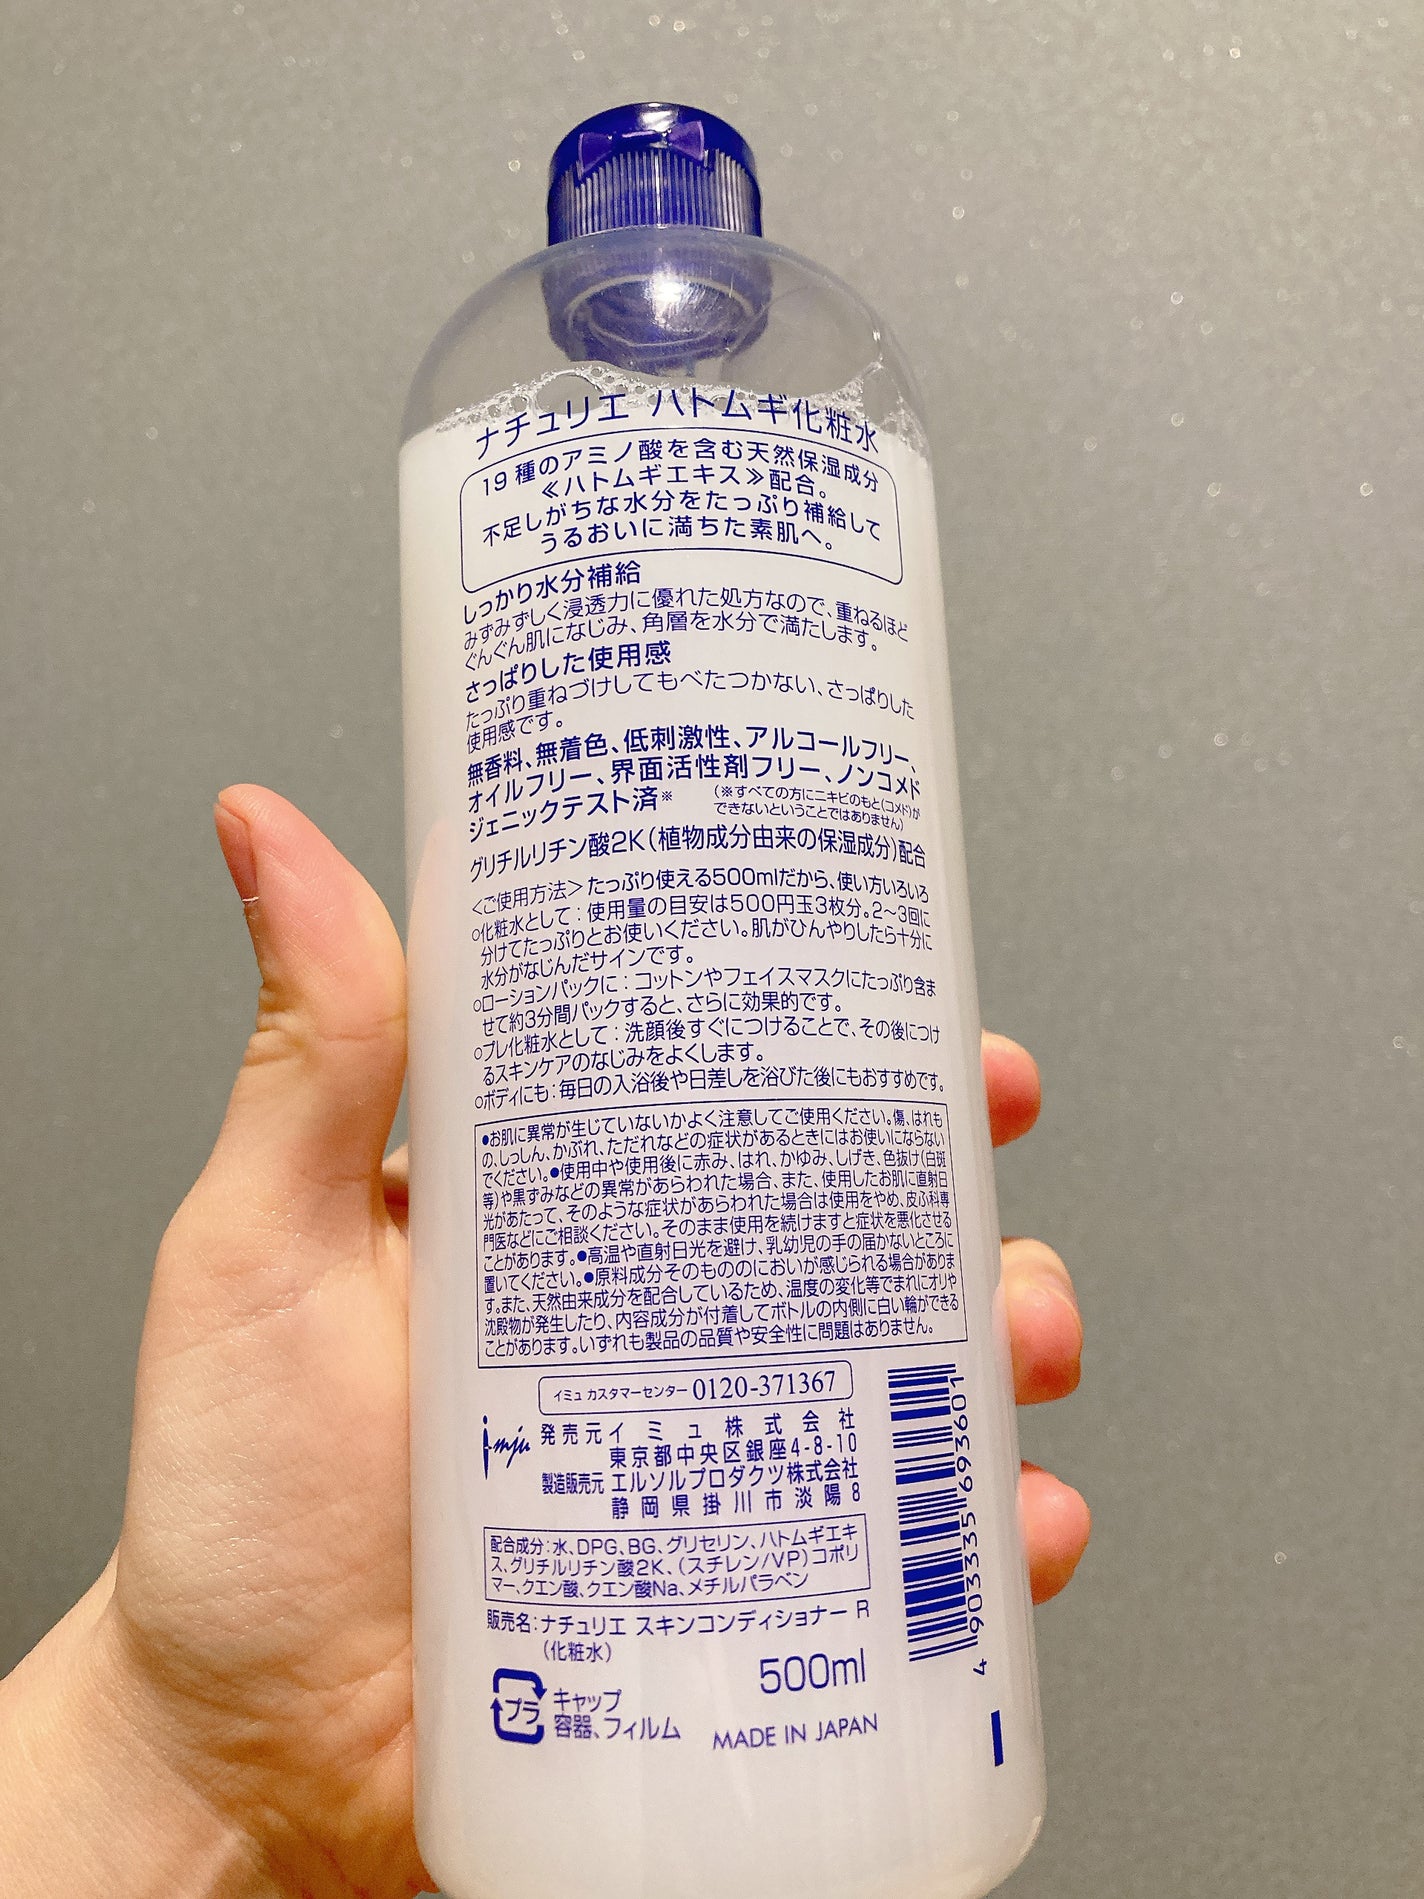 ナチュリエ ハトムギ化粧水
19種のアミノ酸を含む天然保湿成分
≪ハトムギエキス≫配合。
不足しがちな水分をたっぷり補給して
うるおいに満ちた素肌へ。
しっかり水分補給
みずみずしく浸透力に優れた処方なので、重ねるほど
ぐんぐん肌になじみ、角層を水分で満たします。
さっぱりした使用感
たっぷり重ねづけしてもべたつかない、さっぱりした
使用感です。
無香料、無着色、低刺激性、アルコールフリー、
オイルフリー、界面活性剤フリー、ノンコメド
ジェニックテスト済※
(※すべての方にニキビのもと(コメド)が
できないということではありません)
グリチルリチン酸2K(植物成分由来の保湿成分)配合
<ご使用方法>たっぷり使える500mlだから、使い方いろいろ
○化粧水として:使用量の目安は500円玉3枚分。2~3回に
分けてたっぷりとお使いください。肌がひんやりしたら十分に
水分がなじんだサインです。
○ローションパックに:コットンやフェイスマスクにたっぷり含ま
せて約3分間パックすると、さらに効果的です。
○プレ化粧水として:洗顔後すぐにつけることで、その後につけ
るスキンケアのなじみをよくします。
○ボディにも:毎日の入浴後や日差しを浴びた後にもおすすめです。
●お肌に異常が生じていないかよく注意してご使用ください。傷、はれも
の、しっしん、かぶれ、ただれなどの症状があるときにはお使いにならない
でください。●使用中や使用後に赤み、はれ、かゆみ、しげき、色抜け(白斑
等)や黒ずみなどの異常があらわれた場合、また、使用したお肌に直射日
光があたって、そのような症状があらわれた場合は使用をやめ、皮ふ科専
門医などにご相談ください。そのまま使用を続けますと症状を悪化させる
ことがあります。●高温や直射日光を避け、乳幼児の手の届かないところに
置いてください。●原料成分そのもののにおいが感じられる場合がありま
す。また、天然由来成分を配合しているため、温度の変化等でまれにオリや
沈殿物が発生したり、内容成分が付着してボトルの内側に白い輪ができる
ことがあります。いずれも製品の品質や安全性に問題はありません。
イミュ カスタマーセンター 0120-371367
imju 発売元 イミュ株式会社
東京都中央区銀座4-8-10
製造販売元 エルソルプロダクツ株式会社
静岡県掛川市淡陽8
配合成分:水、DPG、BG、グリセリン、ハトムギエキ
ス、グリチルリチン酸2K、(スチレン/VP)コポリ
マー、クエン酸、クエン酸Na、メチルパラベン
販売名:ナチュリエ スキンコンディショナー R
(化粧水)
500ml
プラ
キャップ
容器、フィルム
MADE IN JAPAN
4 903335 693601